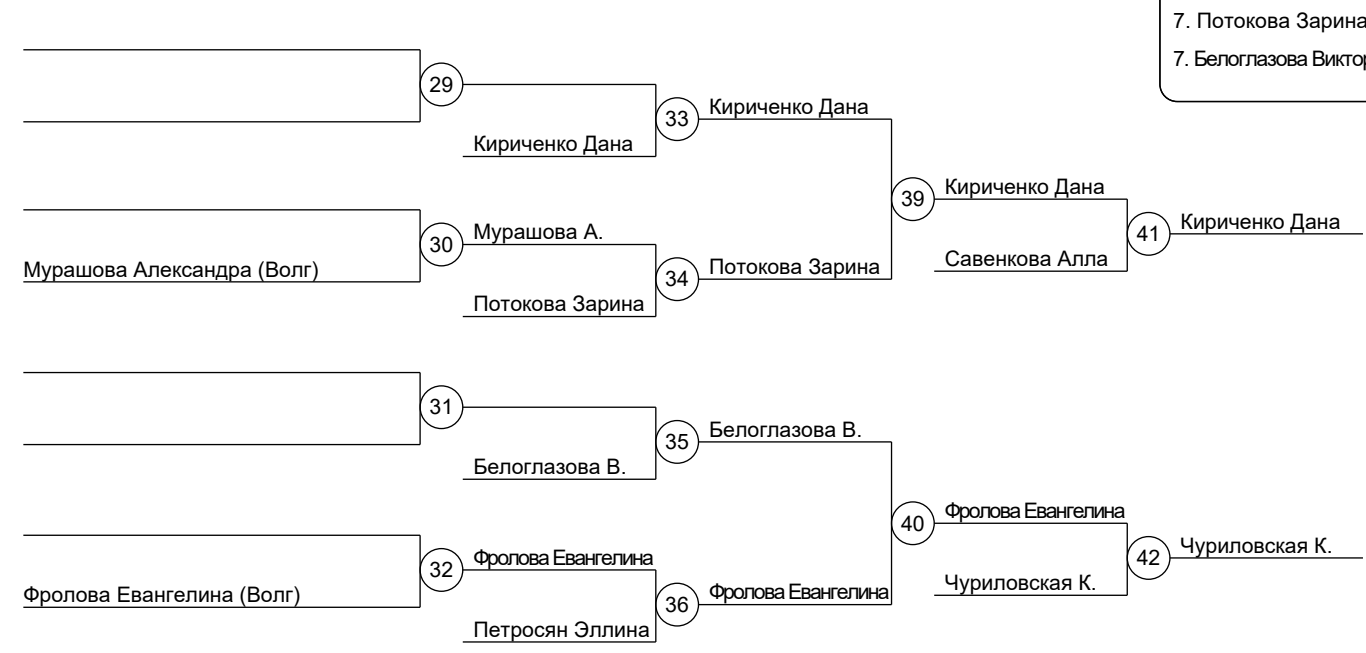 7. Потокова Зарина
7. Белоглазова
29
Кириченко Дана
33
Кириченко Дана
Кириченко Дана
39
Кириченко Дана
41
Мурашова А.
30
Савенкова Алла
Мурашова Александра (Волг)
Потокова Зарина
34
Потокова Зарина
31
Белоглазова В.
35
Белоглазова В.
Фролова Евангелина
40
Чуриловская К.
42
Фролова Евангелина
32
Чуриловская К.
Фролова Евангелина (Волг)
Фролова Евангелина
36
Петросян Эллина